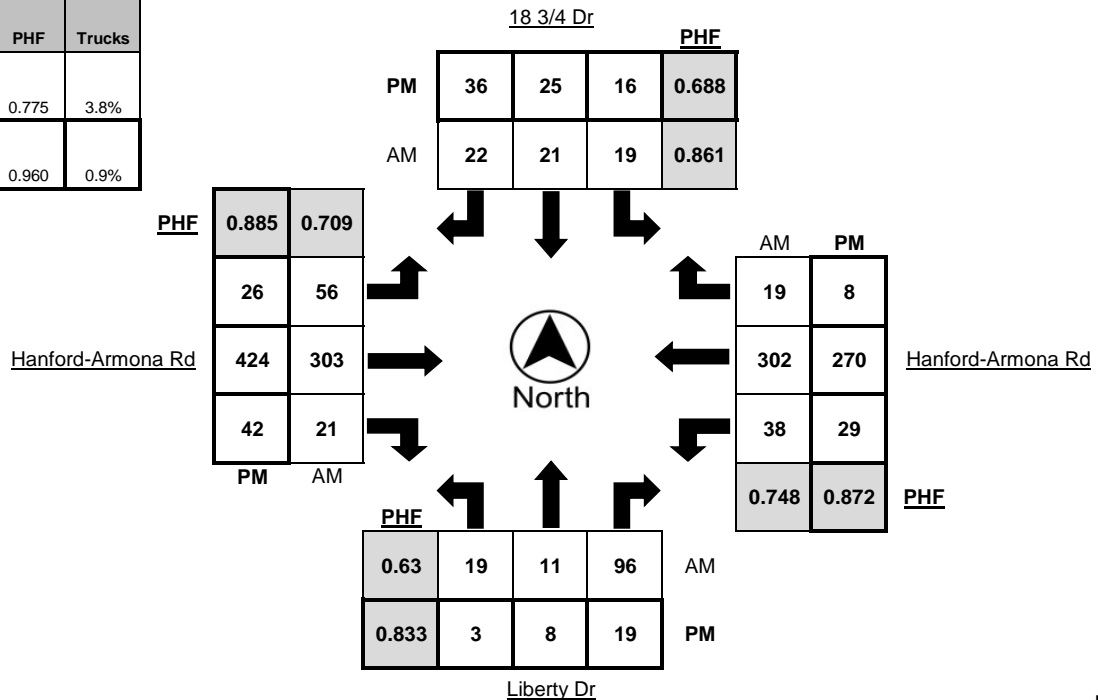 PHF Trucks
0.775 3.8%
0.960 0.9%
18 3/4 Dr
PHF
PM 36 25 16 0.688
AM 22 21 19 0.861
PHF 0.885 0.709
26 56
Hanford-Armona Rd 424 303
42 21
PM AM
North
AM PM
19 8
302 270 Hanford-Armona Rd
38 29
0.748 0.872 PHF
PHF
0.63 19 11 96 AM
0.833 3 8 19 PM
Liberty Dr